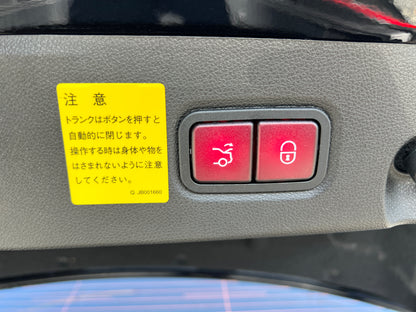 注 意
トランクはボタンを押すと
自動的に閉じます。
操作する時は身体や物を
はさまれないように注意
してください。
G JB001660